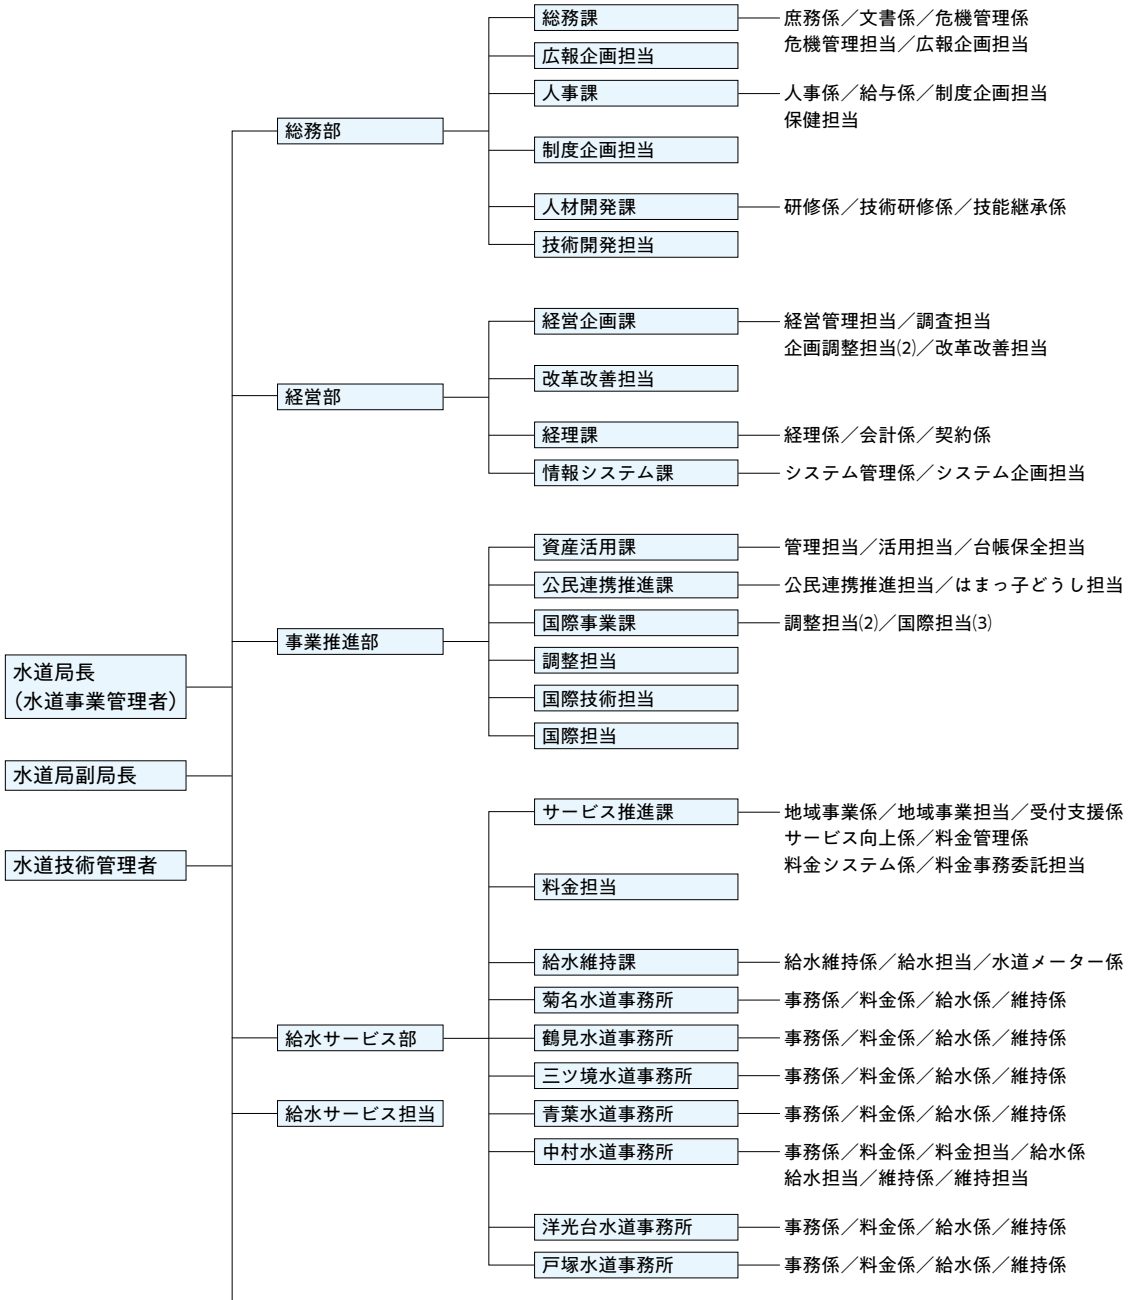 水道局長
（水道事業管理者）
水道局副局長
水道技術管理者
総務部
総務課
庶務係／文書係／危機管理係
危機管理担当／広報企画担当
広報企画担当
人事課
人事係／給与係／制度企画担当
保健担当
制度企画担当
人材開発課
研修係／技術研修係／技能継承係
技術開発担当
経営部
経営企画課
経営管理担当／調査担当
企画調整担当⑵／改革改善担当
改革改善担当
経理課
経理係／会計係／契約係
情報システム課
システム管理係／システム企画担当
事業推進部
資産活用課
管理担当／活用担当／台帳保全担当
公民連携推進課
公民連携推進担当／はまっ子どうし担当
国際事業課
調整担当⑵／国際担当⑶
調整担当
国際技術担当
国際担当
給水サービス部
サービス推進課
地域事業係／地域事業担当／受付支援係
サービス向上係／料金管理係
料金システム係／料金事務委託担当
料金担当
給水維持課
給水維持係／給水担当／水道メーター係
菊名水道事務所
事務係／料金係／給水係／維持係
鶴見水道事務所
事務係／料金係／給水係／維持係
三ツ境水道事務所
事務係／料金係／給水係／維持係
青葉水道事務所
事務係／料金係／給水係／維持係
中村水道事務所
事務係／料金係／料金担当／給水係
給水担当／維持係／維持担当
洋光台水道事務所
事務係／料金係／給水係／維持係
戸塚水道事務所
事務係／料金係／給水係／維持係
給水サービス担当